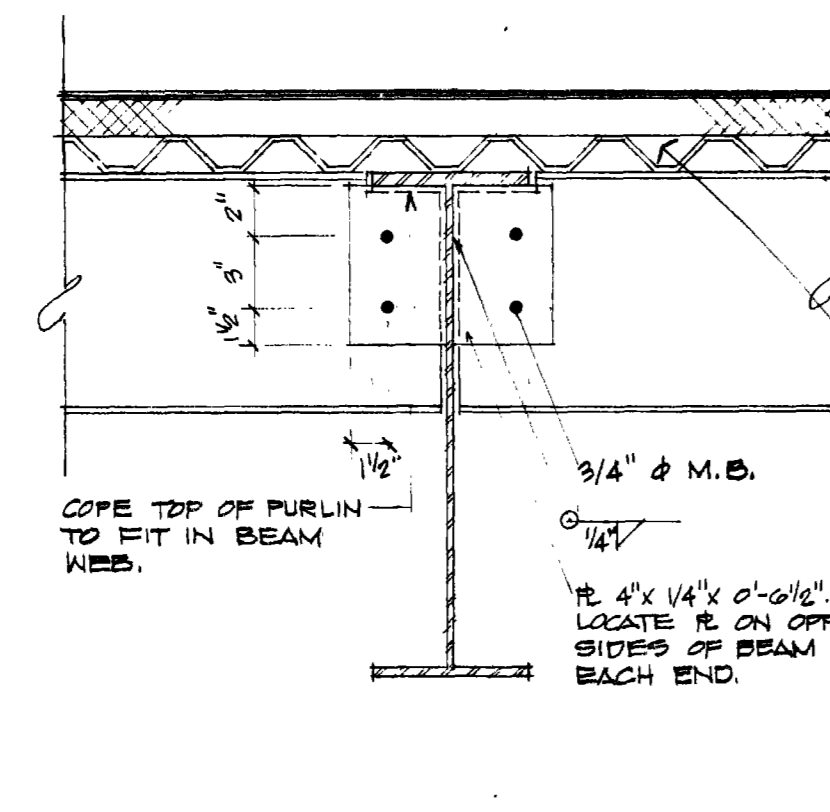 2"
3"
1½"
1½"
COPE TOP OF PURLIN
TO FIT IN BEAM
WEB.
3/4" ϕ M.B.
1/4"
PL 4"x 1/4"x 0'-6½".
LOCATE PL ON OPP
SIDES OF BEAM
EACH END.